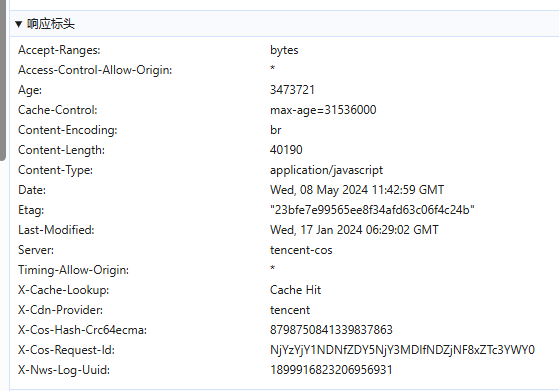 响应标头
Accept-Ranges: bytes
Access-Control-Allow-Origin: *
Age: 3473721
Cache-Control: max-age=31536000
Content-Encoding: br
Content-Length: 40190
Content-Type: application/javascript
Date: Wed, 08 May 2024 11:42:59 GMT
Etag: "23bfe7e99565ee8f34afd63c06f4c24b"
Last-Modified: Wed, 17 Jan 2024 06:29:02 GMT
Server: tencent-cos
Timing-Allow-Origin: *
X-Cache-Lookup: Cache Hit
X-Cdn-Provider: tencent
X-Cos-Hash-Crc64ecma: 8798750841339837863
X-Cos-Request-Id: NjYzYjY1NDNfZDY5NjY3MDlfNDZjNF8xZTc3YWY0
X-Nws-Log-Uuid: 1899916823206956931